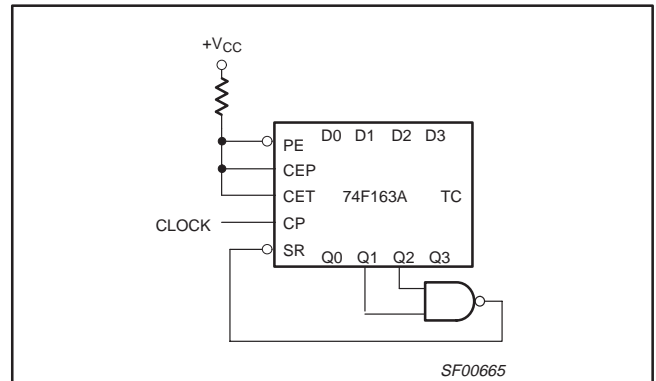 +VCC
D0 D1 D2 D3
PE
CEP
CET 74F163A TC
CLOCK CP
SR
Q0 Q1 Q2 Q3
SF00665